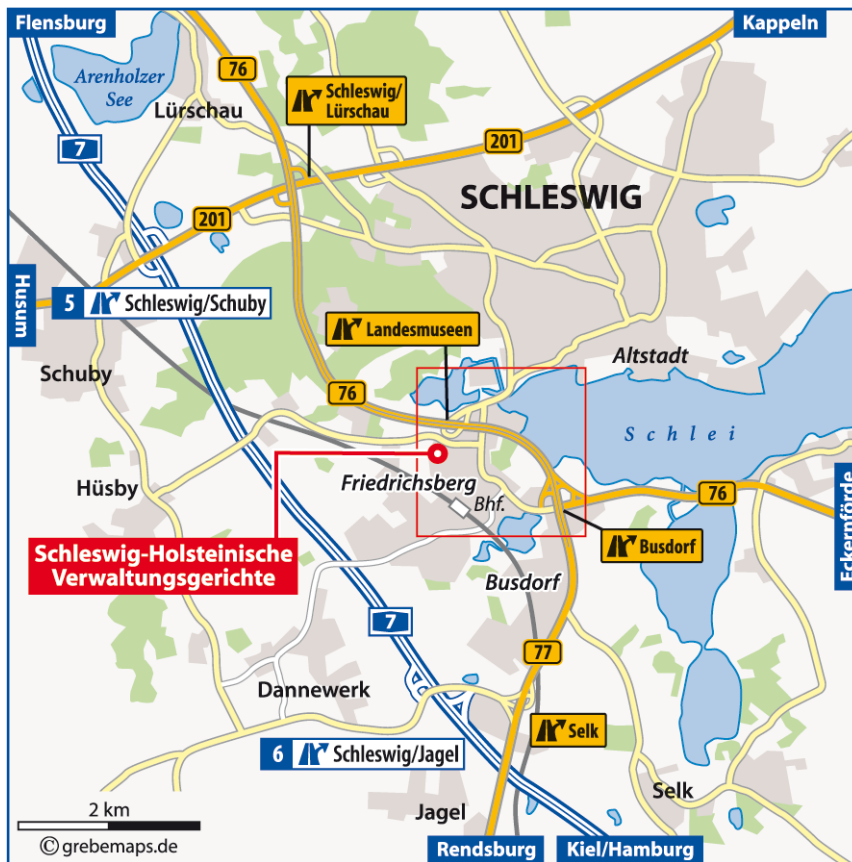 Flensburg
Kappeln
Arenholzer
See
76
Schleswig/
Lürschau
Lürschau
7
201
SCHLESWIG
201
Husum
5 Schleswig/Schuby
Landesmuseen
Altstadt
Schuby
76
Schlei
Hüsby
Friedrichsberg
Bhf.
76
Eckernförde
Schleswig-Holsteinische
Verwaltungsgerichte
Busdorf
Busdorf
7
77
Dannewerk
Selk
6 Schleswig/Jagel
Selk
2 km
Jagel
© grebemaps.de
Rendsburg
Kiel/Hamburg